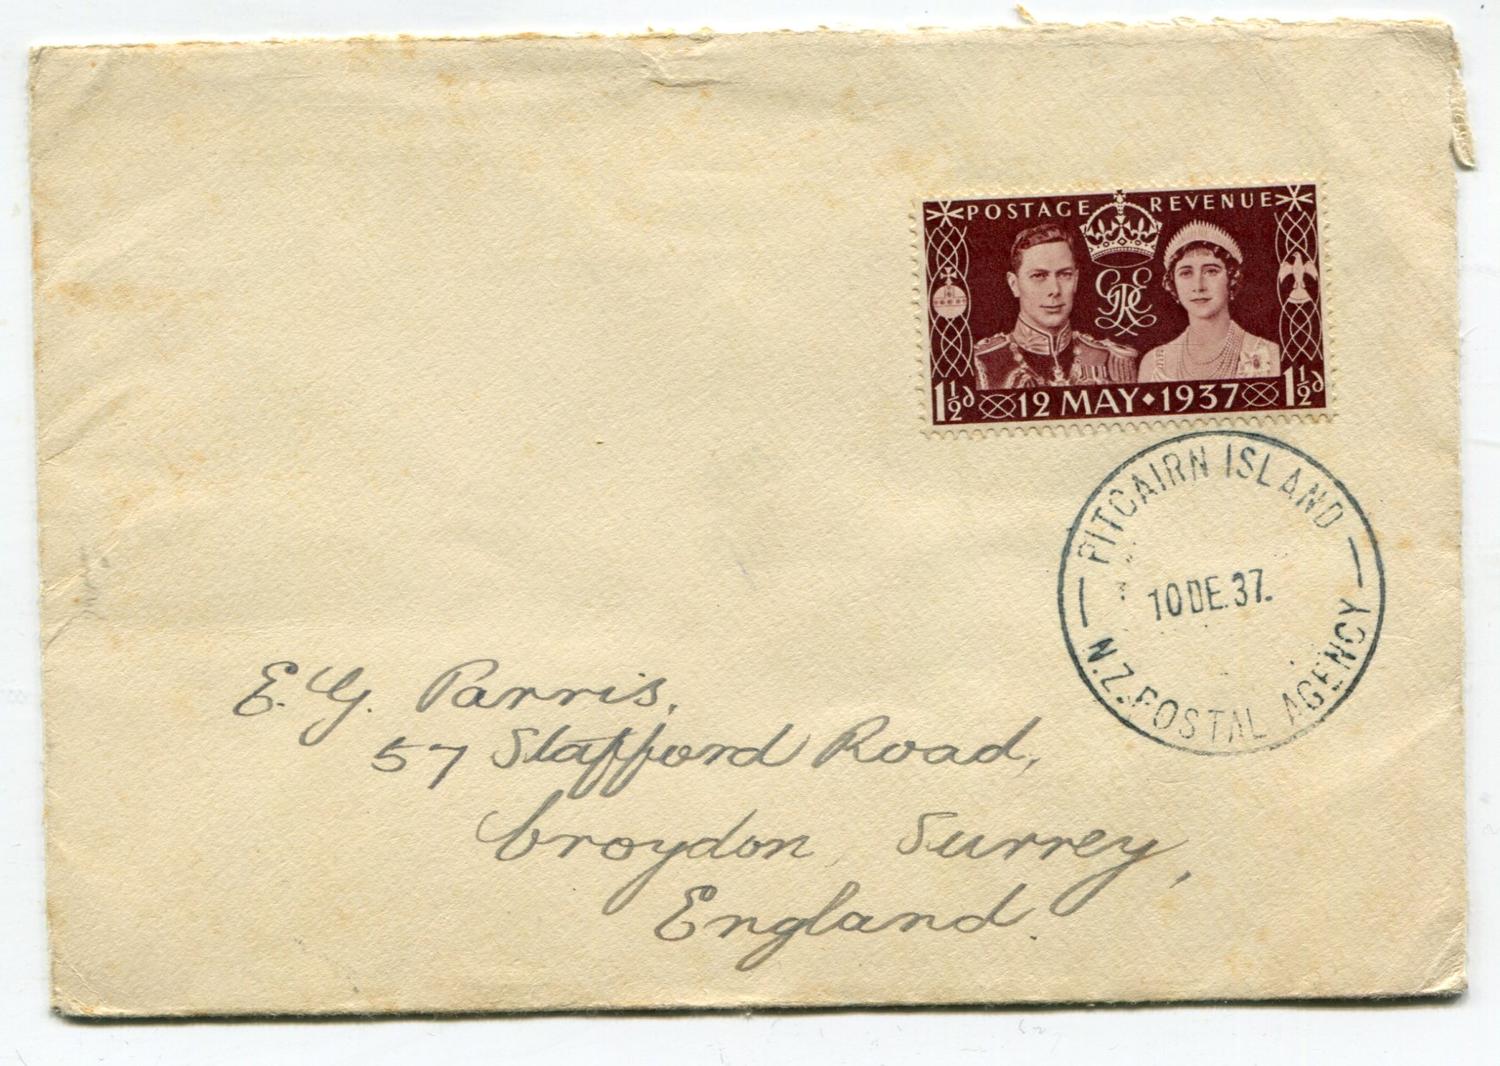 POSTAGE REVENUE
GRE
1½d 12 MAY 1937 1½d
PITCAIRN ISLAND
10 DE. 37.
N.Z. POSTAL AGENCY
E. G. Parris,
57 Stafford Road,
Croydon, Surrey,
England.